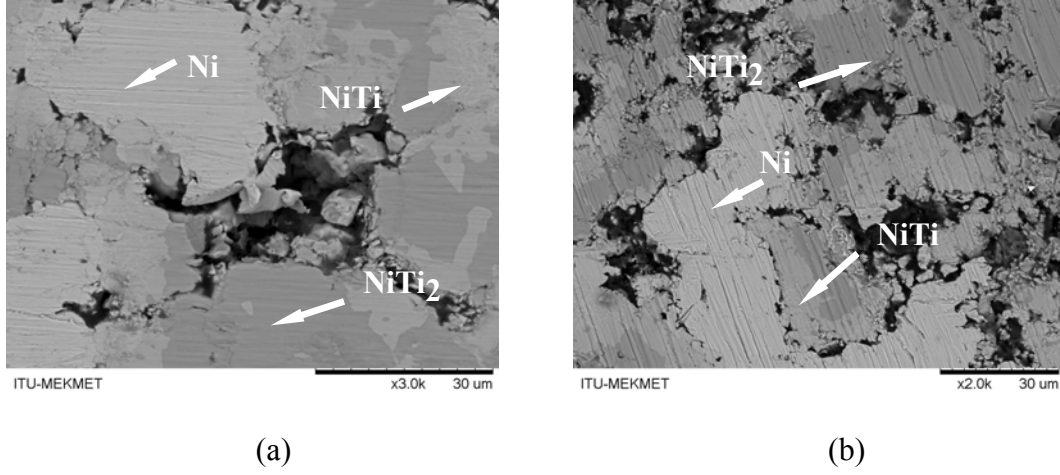 Ni
NiTi
NiTi2
ITU-MEKMET
x3.0k 30 um
(a)
NiTi2
Ni
NiTi
ITU-MEKMET
x2.0k 30 um
(b)